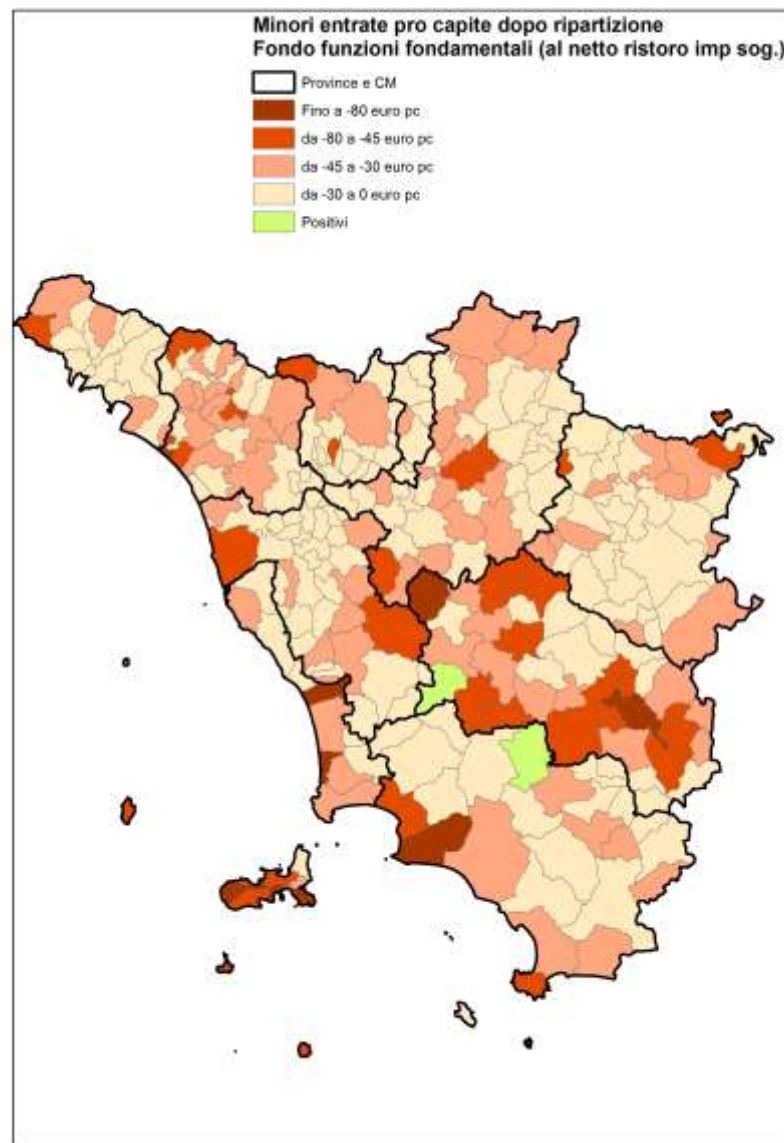 Minori entrate pro capite dopo ripartizione
Fondo funzioni fondamentali (al netto ristoro imp sog.)
Province e CM
Fino a -80 euro pc
da -80 a -45 euro pc
da -45 a -30 euro pc
da -30 a 0 euro pc
Positivi